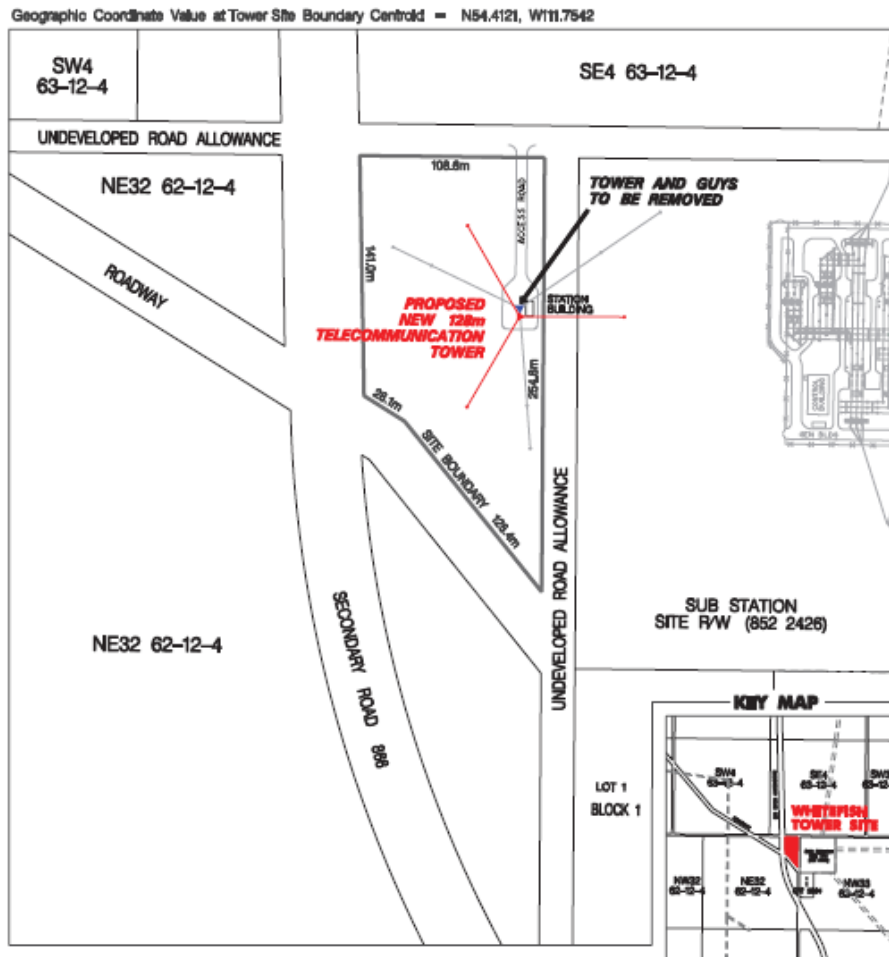 Geographic Coordinate Value at Tower Site Boundary Centroid = N54.4121, W111.7542
SW4
63-12-4
SE4 63-12-4
UNDEVELOPED ROAD ALLOWANCE
NE32 62-12-4
108.6m
ACCESS ROAD
TOWER AND GUYS
TO BE REMOVED
ROADWAY
141.0m
PROPOSED
NEW 128m
TELECOMMUNICATION
TOWER
STATION
BUILDING
254.8m
28.1m
SITE BOUNDARY 128.4m
CONTROL
BUILDING
UNDEVELOPED ROAD ALLOWANCE
SUB STATION
SITE R/W (852 2426)
NE32 62-12-4
SECONDARY ROAD 866
KEY MAP
LOT 1
BLOCK 1
SW4
63-12-4
SE4
63-12-4
WHITEFISH
TOWER SITE
NW32
62-12-4
NE32
62-12-4
NW33
62-12-4